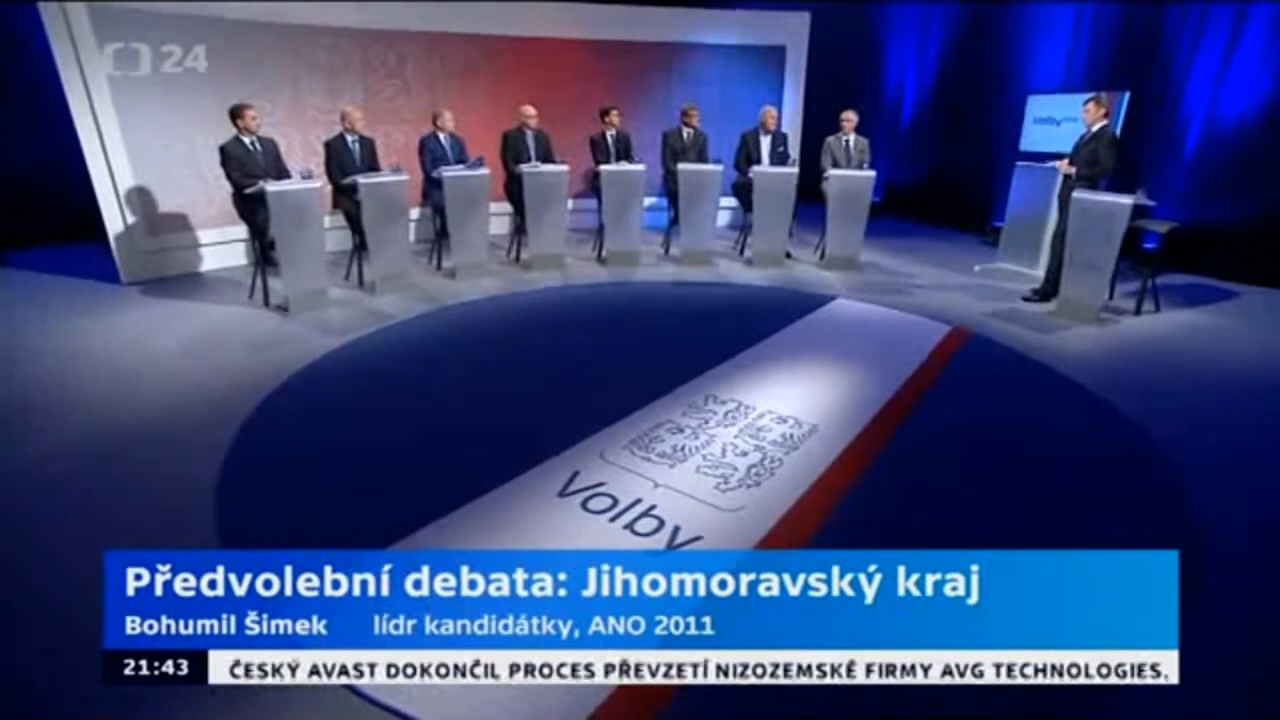 24
Volby
Volby
Předvolební debata: Jihomoravský kraj
Bohumil Šimek lídr kandidátky, ANO 2011
21:43 ČESKÝ AVAST DOKONČIL PROCES PŘEVZETÍ NIZOZEMSKÉ FIRMY AVG TECHNOLOGIES.